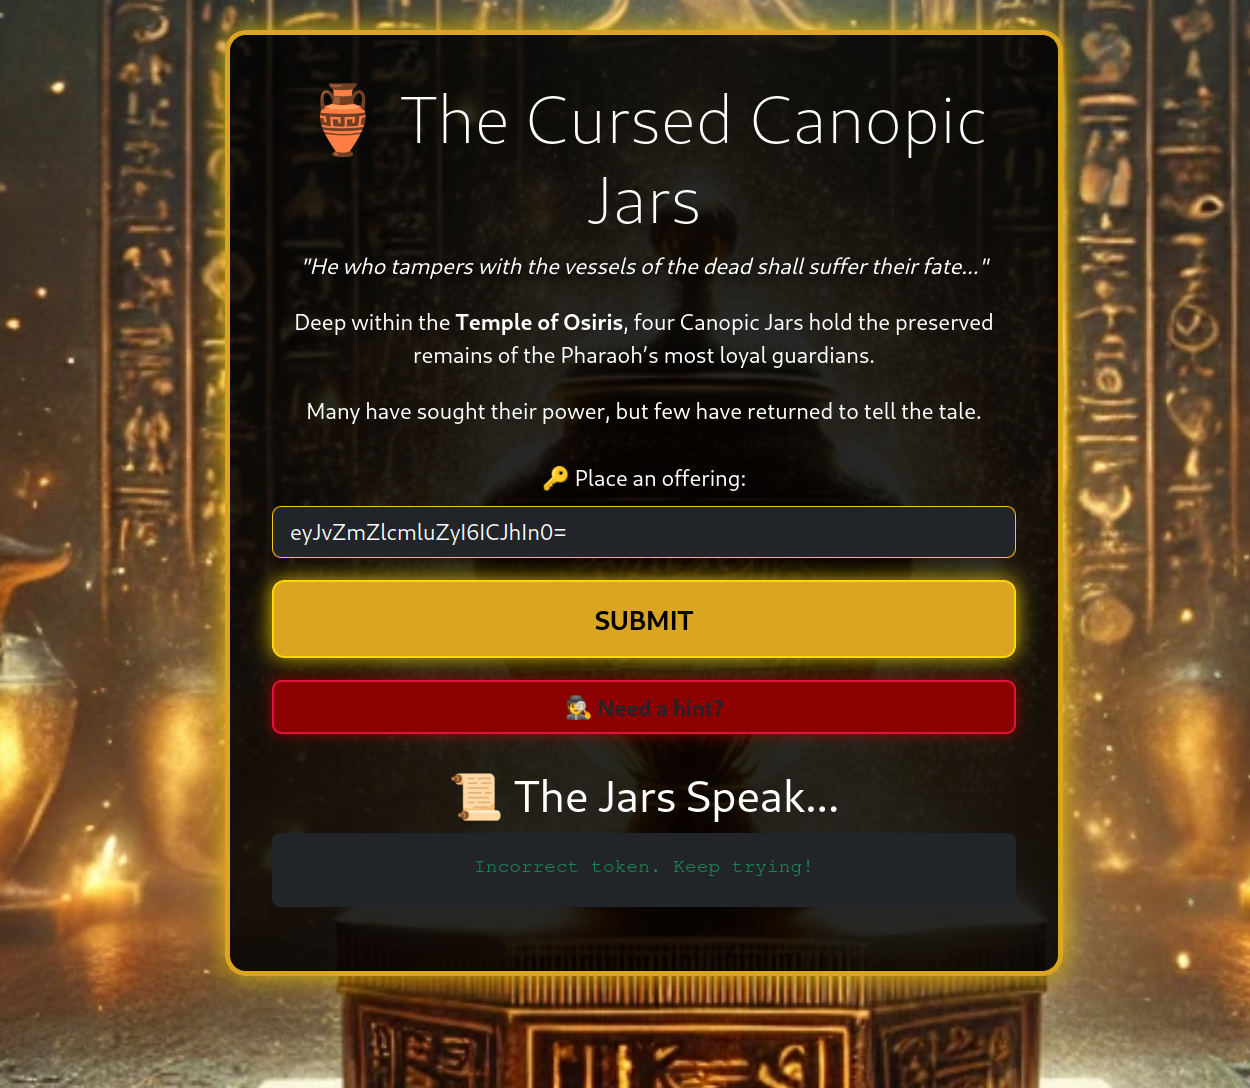 🏺 The Cursed Canopic
Jars
"He who tampers with the vessels of the dead shall suffer their fate..."
Deep within the Temple of Osiris, four Canopic Jars hold the preserved
remains of the Pharaoh’s most loyal guardians.
Many have sought their power, but few have returned to tell the tale.
🔑 Place an offering:
eyJvZmZlcmluZyI6ICJhIn0=
SUBMIT
🕵️ Need a hint?
📜 The Jars Speak...
Incorrect token. Keep trying!